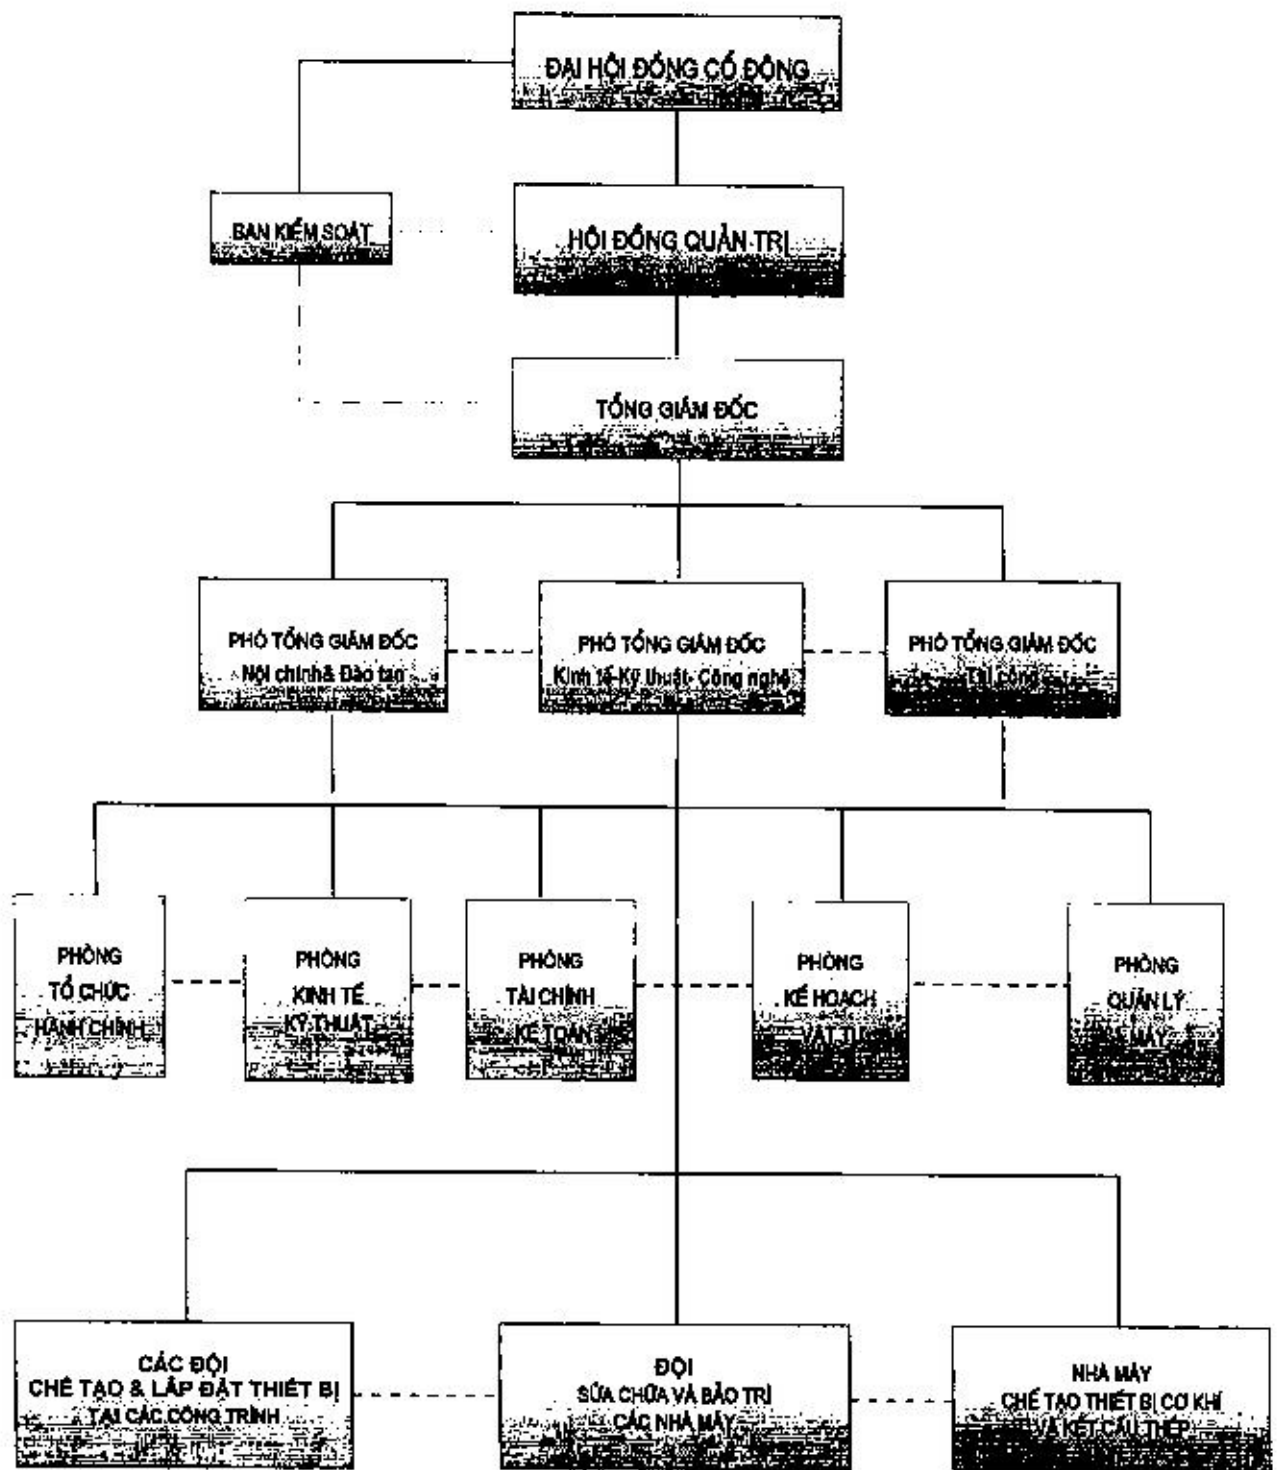 ĐẠI HỘI ĐỒNG CỔ ĐÔNG
BAN KIỂM SOÁT
HỘI ĐỒNG QUẢN TRỊ
TỔNG GIÁM ĐỐC
PHÓ TỔNG GIÁM ĐỐC
Nội chính& Đào tạo
PHÓ TỔNG GIÁM ĐỐC
Kinh tế-Kỹ thuật- Công nghệ
PHÓ TỔNG GIÁM ĐỐC
Thi công
PHÒNG
TỔ CHỨC
HÀNH CHÍNH
PHÒNG
KINH TẾ
KỸ THUẬT
PHÒNG
TÀI CHÍNH
KẾ TOÁN
PHÒNG
KẾ HOẠCH
VẬT TƯ
PHÒNG
QUẢN LÝ
MÁY
CÁC ĐỘI
CHẾ TẠO & LẮP ĐẶT THIẾT BỊ
TẠI CÁC CÔNG TRÌNH
ĐỘI
SỬA CHỮA VÀ BẢO TRÌ
CÁC NHÀ MÁY
NHÀ MÁY
CHẾ TẠO THIẾT BỊ CƠ KHÍ
VÀ KẾT CẤU THÉP